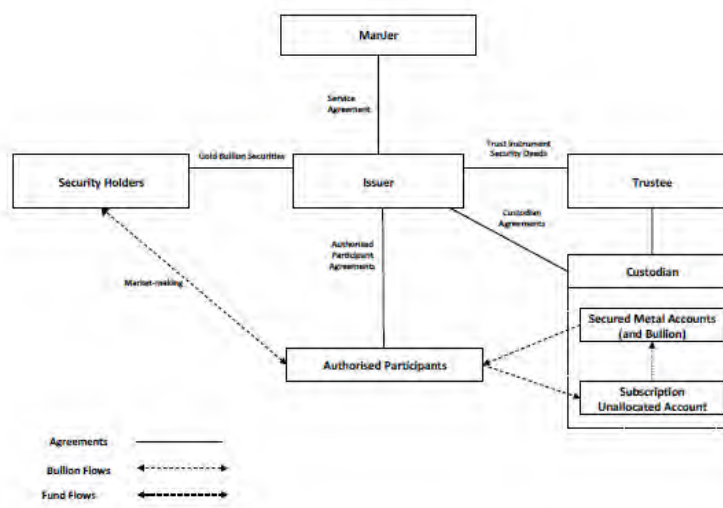 ManJer
Service
Agreement
Gold Bullion Securities
Trust Instrument
Security Deeds
Security Holders
Issuer
Trustee
Custodian
Agreements
Authorised
Participant
Agreements
Custodian
Market-making
Secured Metal Accounts
(and Bullion)
Authorised Participants
Subscription
Unallocated Account
Agreements
Bullion Flows
Fund Flows